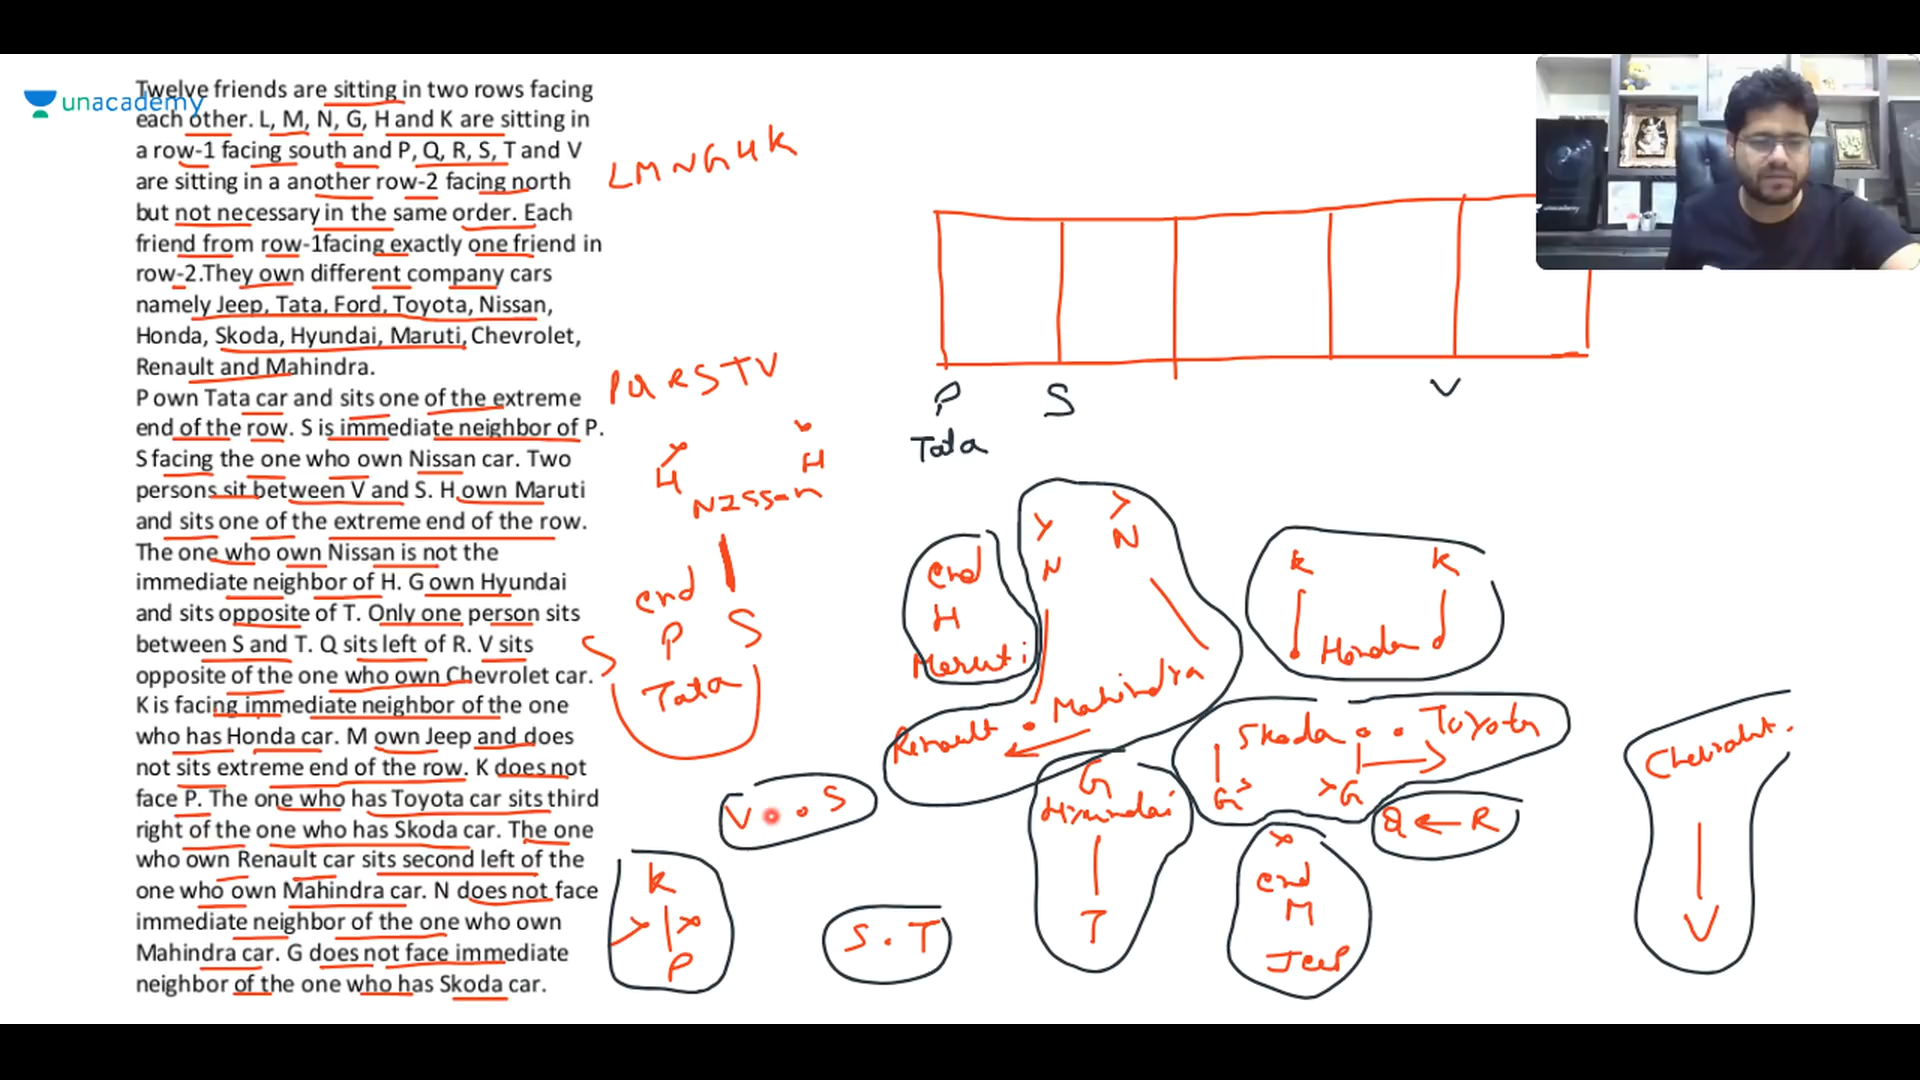 Twelve friends are sitting in two rows facing
unacademy
each other. L, M, N, G, H and K are sitting in
a row-1 facing south and P, Q, R, S, T and V
are sitting in a another row-2 facing north
but not necessary in the same order. Each
friend from row-1facing exactly one friend in
row-2.They own different company cars
namely Jeep, Tata, Ford, Toyota, Nissan,
Honda, Skoda, Hyundai, Maruti, Chevrolet,
Renault and Mahindra.
P own Tata car and sits one of the extreme
end of the row. S is immediate neighbor of P.
S facing the one who own Nissan car. Two
persons sit between V and S. H own Maruti
and sits one of the extreme end of the row.
The one who own Nissan is not the
immediate neighbor of H. G own Hyundai
and sits opposite of T. Only one person sits
between S and T. Q sits left of R. V sits
opposite of the one who own Chevrolet car.
K is facing immediate neighbor of the one
who has Honda car. M own Jeep and does
not sits extreme end of the row. K does not
face P. The one who has Toyota car sits third
right of the one who has Skoda car. The one
who own Renault car sits second left of the
one who own Mahindra car. N does not face
immediate neighbor of the one who own
Mahindra car. G does not face immediate
neighbor of the one who has Skoda car.
L M N G H K
P Q R S T V
H H
Nissan
end
P S
S Tata
P S V
Tata
end
H
Maruti
N N
Renault . Mahindra
K K
Honda
Skoda . . Toyota
G G
V . . S
G
Hyundai
T
Q ← R
K
P
S . T
end
M
Jeep
V
unacademy